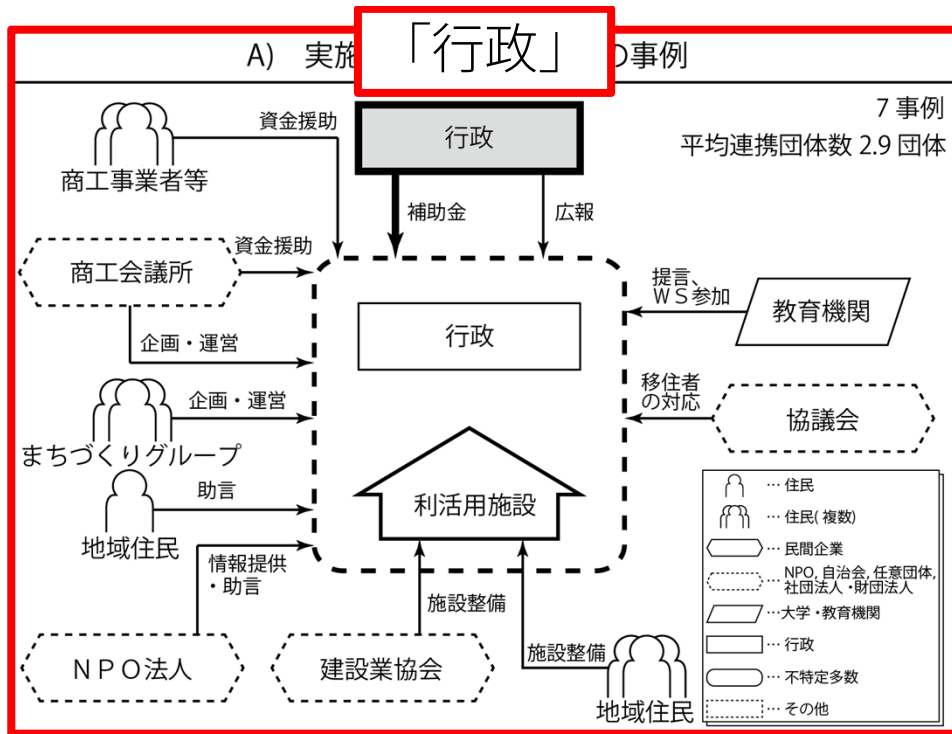 A) 実施
「行政」
の事例
7 事例
平均連携団体数 2.9 団体
資金援助
行政
商工事業者等
補助金
広報
資金援助
商工会議所
提言、
ＷＳ参加
教育機関
企画・運営
行政
移住者
の対応
企画・運営
協議会
まちづくりグループ
助言
利活用施設
地域住民
情報提供
・助言
施設整備
施設整備
ＮＰＯ法人
建設業協会
地域住民
… 住民
… 住民( 複数)
… 民間企業
… NPO, 自治会, 任意団体,
社団法人・財団法人
…大学・教育機関
… 行政
… 不特定多数
… その他